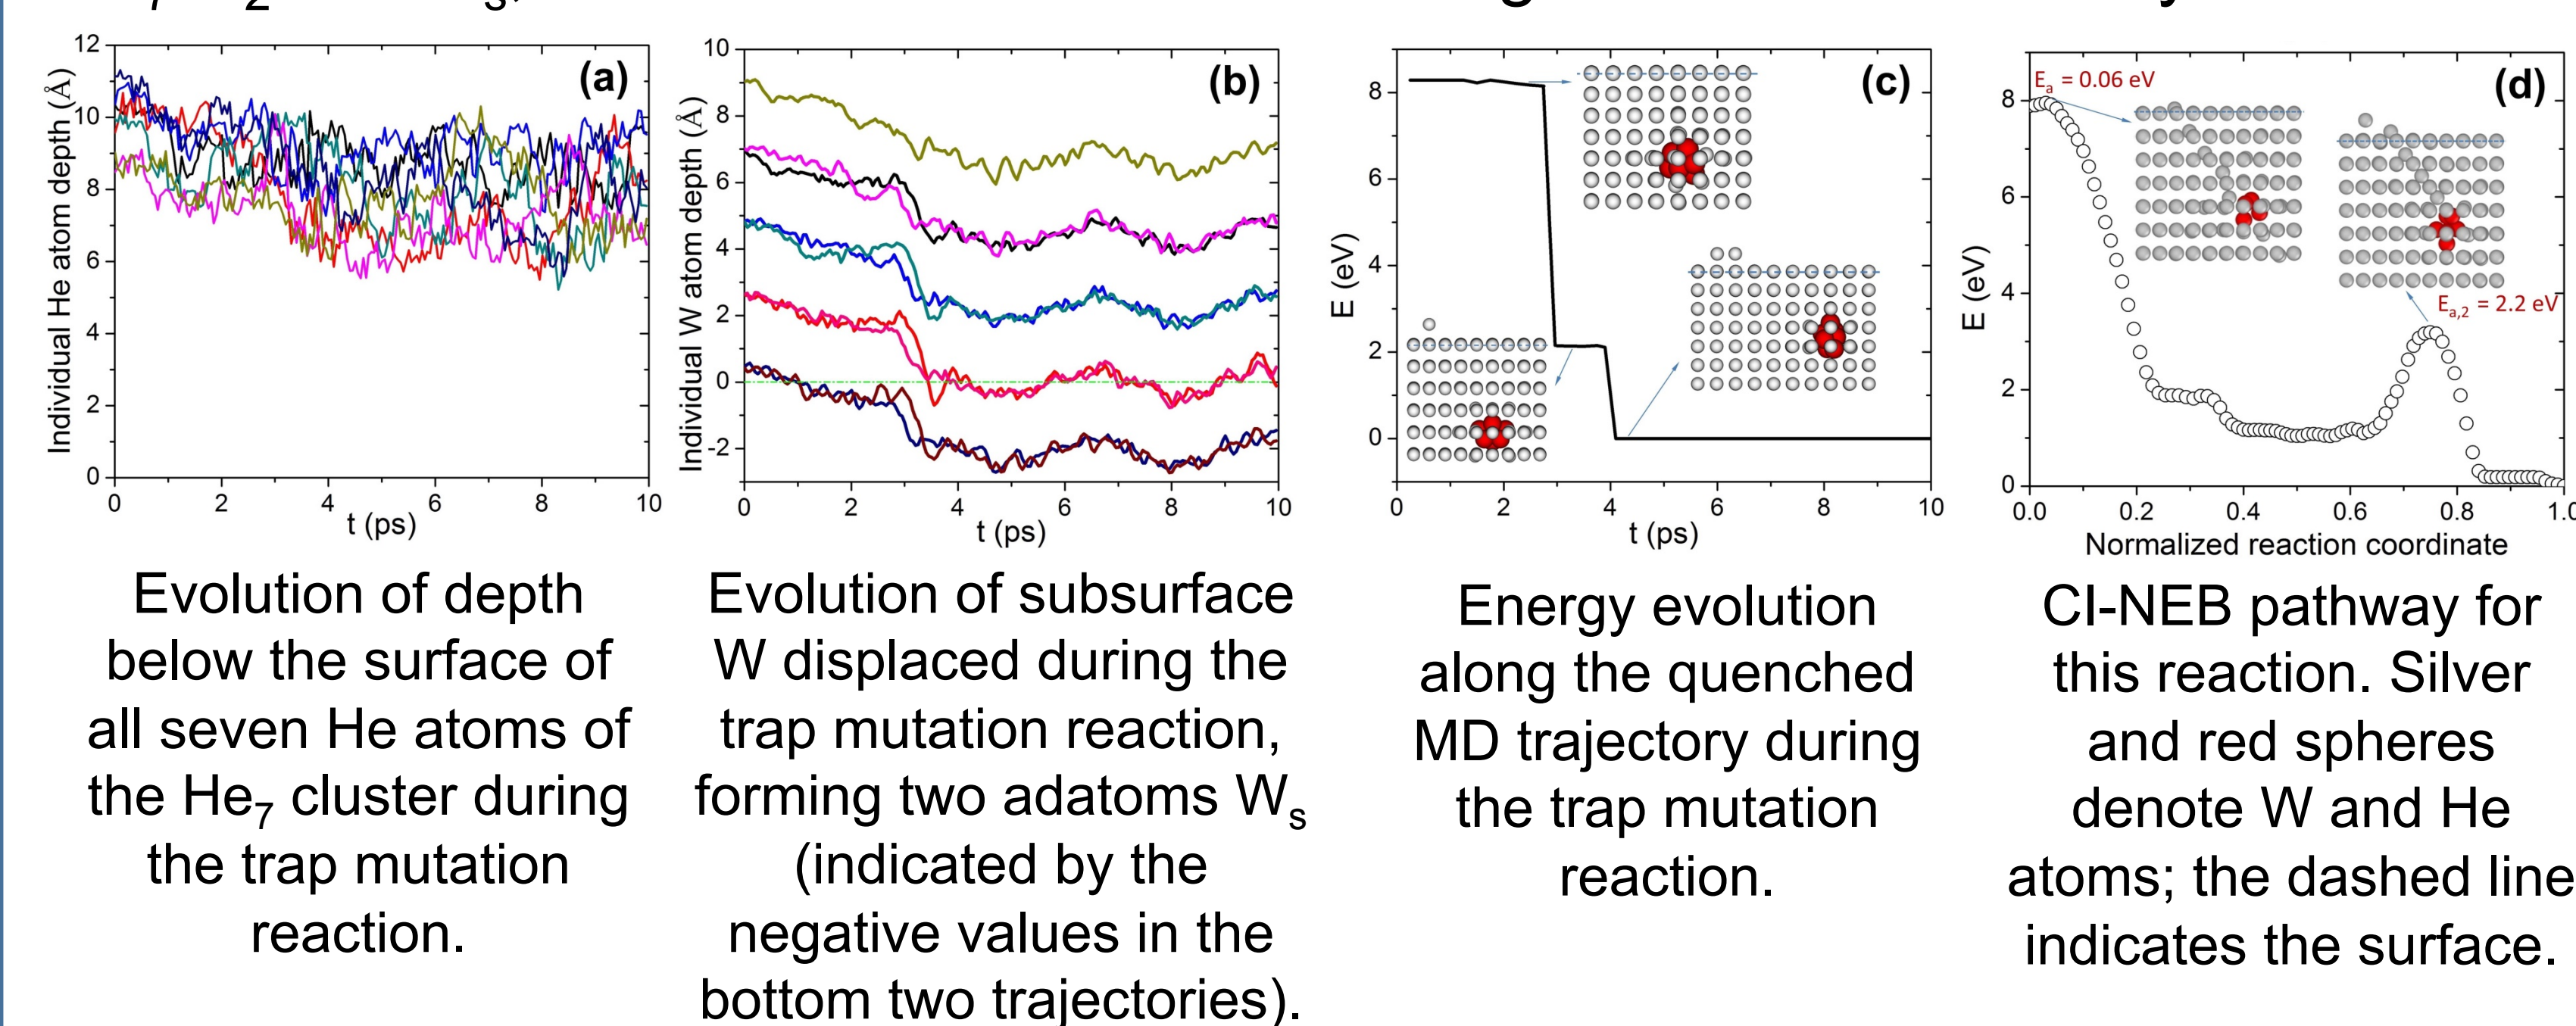 (a)
Individual He atom depth (Å)
12
10
8
6
4
2
0
0 2 4 6 8 10
t (ps)
(b)
Individual W atom depth (Å)
10
8
6
4
2
0
-2
0 2 4 6 8 10
t (ps)
(c)
E (eV)
8
6
4
2
0
0 2 4 6 8 10
t (ps)
(d)
Ea = 0.06 eV
Ea,2 = 2.2 eV
E (eV)
8
6
4
2
0
0.0 0.2 0.4 0.6 0.8
Normalized reaction coordinate
Evolution of depth
below the surface of
all seven He atoms of
the He7 cluster during
the trap mutation
reaction.
Evolution of subsurface
W displaced during the
trap mutation reaction,
forming two adatoms Ws
(indicated by the
negative values in the
bottom two trajectories).
Energy evolution
along the quenched
MD trajectory during
the trap mutation
reaction.
CI-NEB pathway for
this reaction. Silver
and red spheres
denote W and He
atoms; the dashed line
indicates the surface.